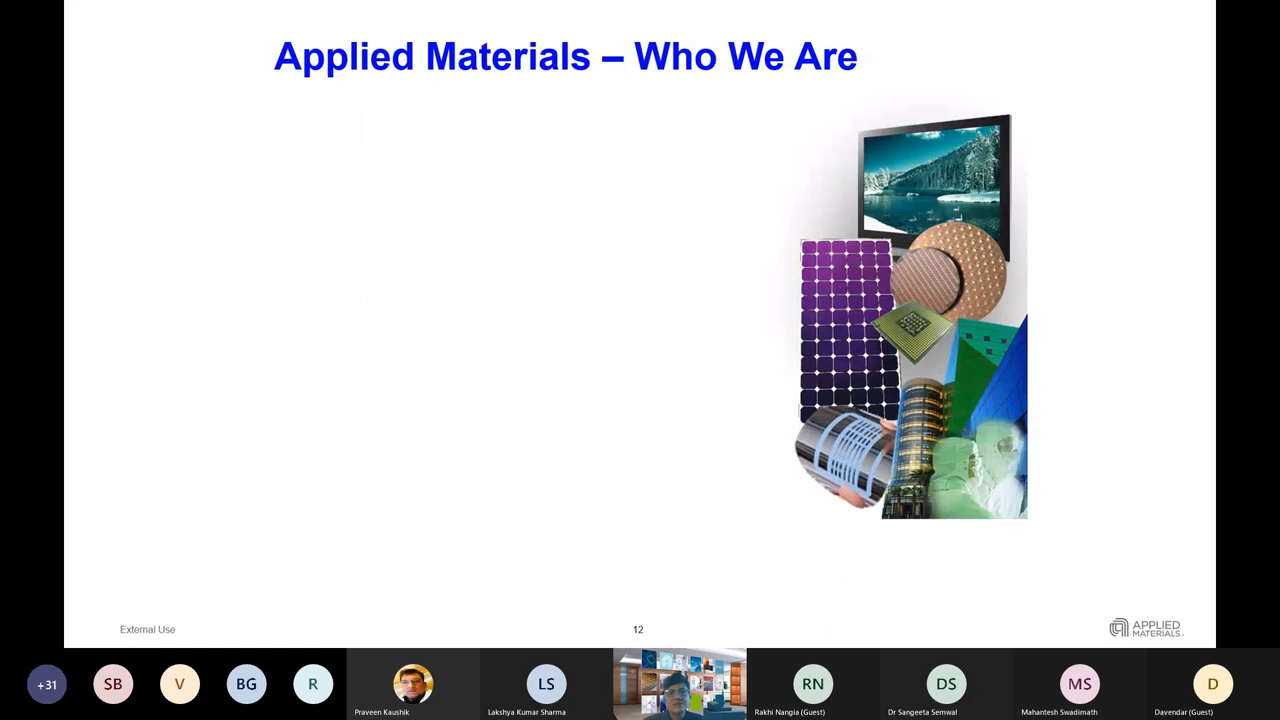 Applied Materials – Who We Are
External Use
12
APPLIED
MATERIALS
+31
SB
V
BG
R
LS
RN
DS
MS
D
Praveen Kaushik
Lakshya Kumar Sharma
Rakhi Nangia (Guest)
Dr Sangeeta Semwal
Mahantesh Swadimath
Davendar (Guest)